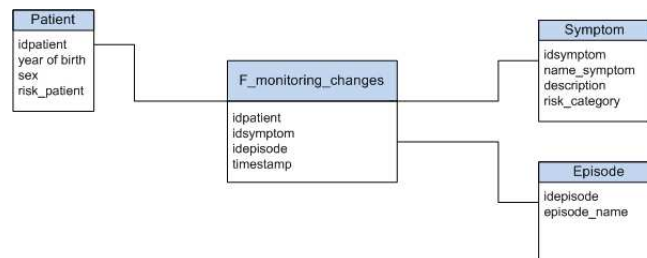 Patient
idpatient
year of birth
sex
risk_patient
F_monitoring_changes
idpatient
idsymptom
idepisode
timestamp
Symptom
idsymptom
name_symptom
description
risk_category
Episode
idepisode
episode_name